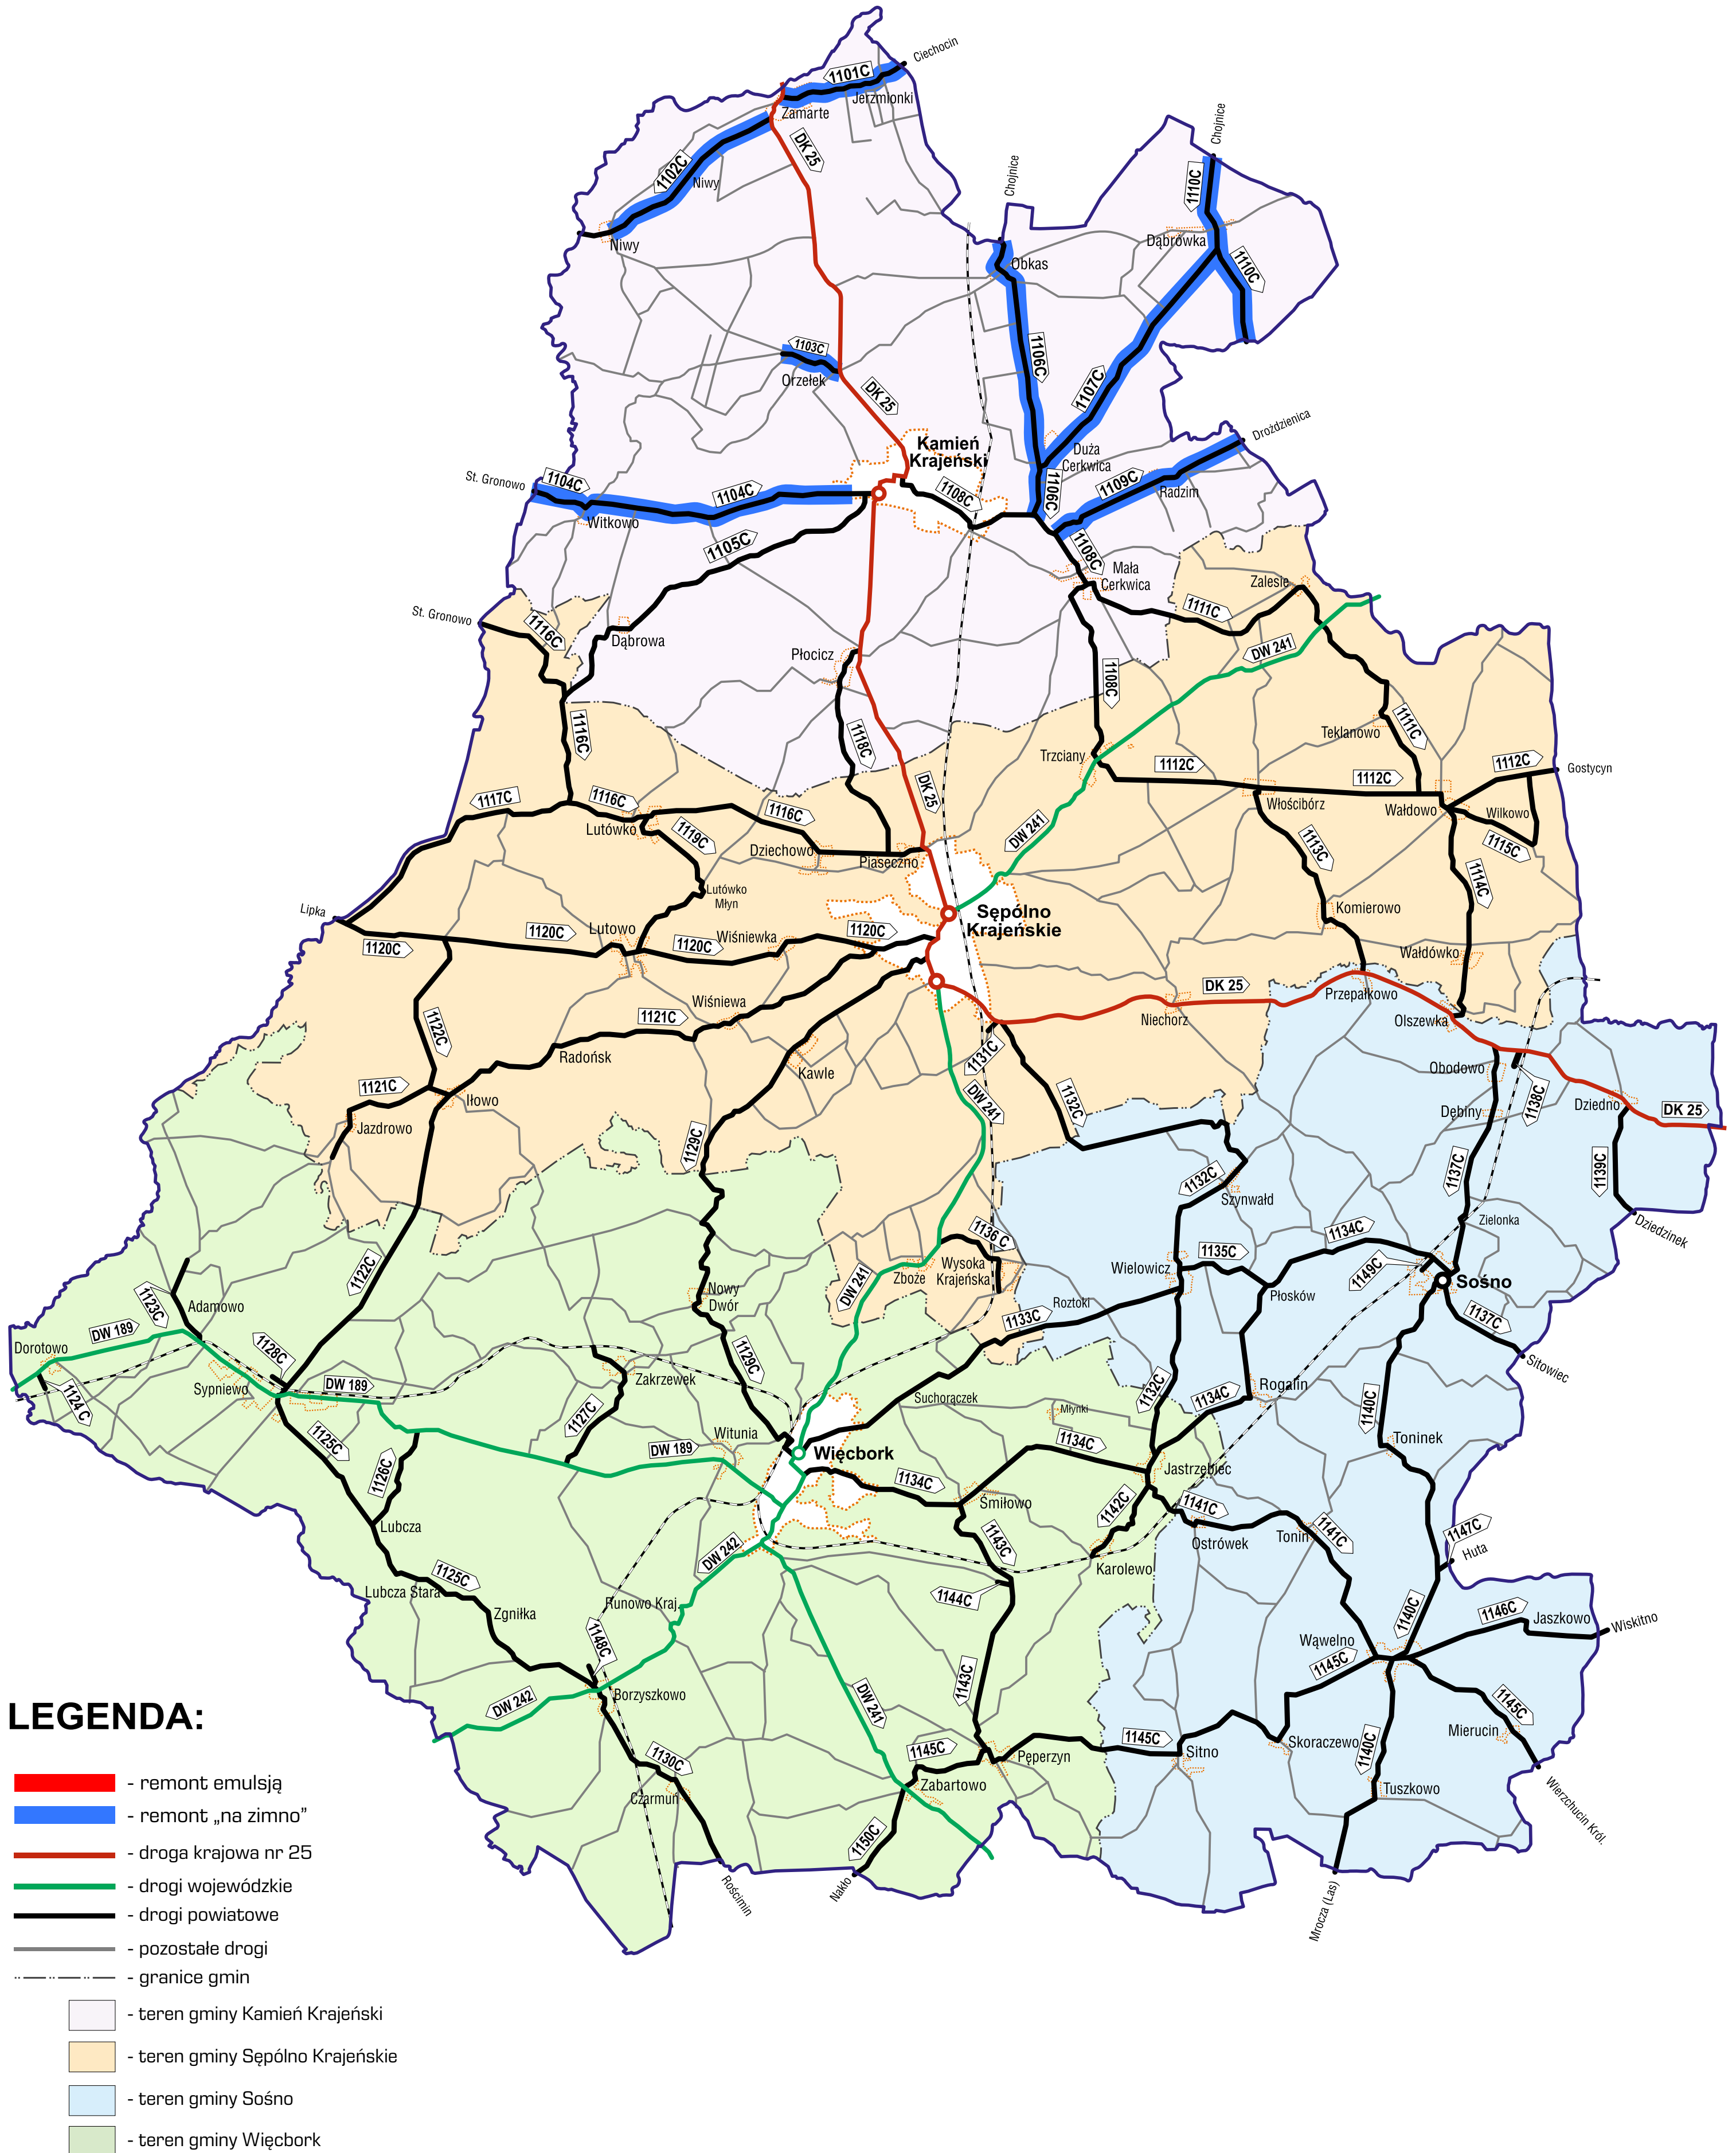 Ciechocin
1101C
Jerzmionki
Zamarte
DK 25
1102C
Niwy
Niwy
Chojnice
Chojnice
1110C
Dąbrówka
1110C
Obkas
1103C
Orzełek
1106C
1107C
DK 25
Kamień
Krajeński
Duża
Cerkwica
Drożdzienica
St. Gronowo
1104C
1104C
1108C
1106C
1109C
Radzim
Witkowo
1105C
1108C
Mała
Cerkwica
Zalesie
St. Gronowo
1116C
Dąbrowa
1111C
DW 241
Płocicz
1108C
1116C
1118C
Teklanowo
1111C
Trzciany
1112C
1112C
1112C
Gostycyn
DK 25
1117C
1116C
1116C
Włościbórz
Wałdowo
Wilkowo
Lutówko
1119C
DW 241
1113C
1115C
Dziechowo
Piaseczno
1114C
Lutówko
Młyn
Lipka
Sępólno
Krajeńskie
Komierowo
1120C
1120C
Lutowo
1120C
Wiśniewka
1120C
Wałdówko
DK 25
Przepałkowo
Wiśniewa
1121C
Niechorz
Olszewka
1122C
Radońsk
1131C
Kawle
Obodowo
1121C
Iłowo
DW 241
1132C
1138C
Dziedno
DK 25
Dębiny
Jazdrowo
1129C
1137C
1139C
1132C
Szynwałd
Zielonka
Dziedzinek
1136 C
1134C
1135C
Wysoka
Krajeńska
Wielowicz
Zboże
1122C
1149C
Sośno
Nowy
Dwór
DW 241
Roztoki
Płosków
1123C
Adamowo
1133C
1137C
DW 189
Dorotowo
1128C
1129C
Sitowiec
1124 C
Sypniewo
DW 189
Zakrzewek
Suchorączek
1132C
Rogalin
1134C
Młynki
1140C
1125C
1127C
Witunia
DW 189
Więcbork
1134C
Toninek
1126C
1134C
Jastrzębiec
Śmiłowo
1142C
1141C
Lubcza
1143C
Ostrówek
Tonin
1141C
1147C
Huta
DW 242
Karolewo
1125C
Lubcza Stara
1144C
Zgniłka
Runowo Kraj.
1140C
1146C
Jaszkowo
Wiskitno
1148C
Wąwelno
1145C
1143C
Borzyszkowo
DW 242
DW 241
1145C
Mierucin
1145C
1145C
Pęperzyn
Sitno
Skoraczewo
1140C
1130C
Czarmuń
Zabartowo
Tuszkowo
Wierzchucin Król.
1150C
Nakło
Rościmin
Mrocza (Las)
LEGENDA:
- remont emulsją
- remont „na zimno”
- droga krajowa nr 25
- drogi wojewódzkie
- drogi powiatowe
- pozostałe drogi
- granice gmin
- teren gminy Kamień Krajeński
- teren gminy Sępólno Krajeńskie
- teren gminy Sośno
- teren gminy Więcbork